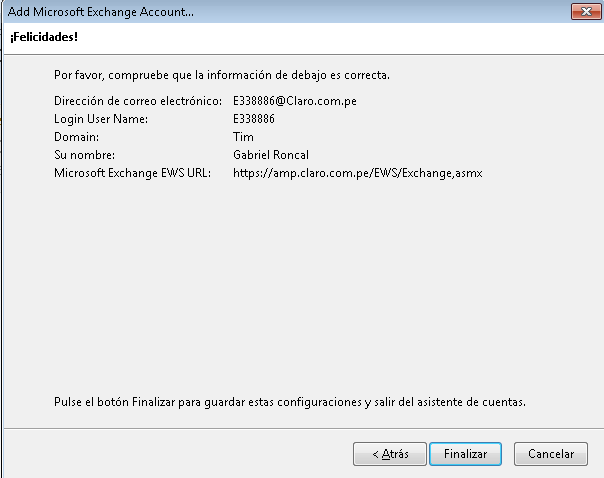 Add Microsoft Exchange Account...
¡Felicidades!
Por favor, compruebe que la información de debajo es correcta.
Dirección de correo electrónico: E338886@Claro.com.pe
Login User Name: E338886
Domain: Tim
Su nombre: Gabriel Roncal
Microsoft Exchange EWS URL: https://amp.claro.com.pe/EWS/Exchange,asmx
Pulse el botón Finalizar para guardar estas configuraciones y salir del asistente de cuentas.
< Atrás Finalizar Cancelar